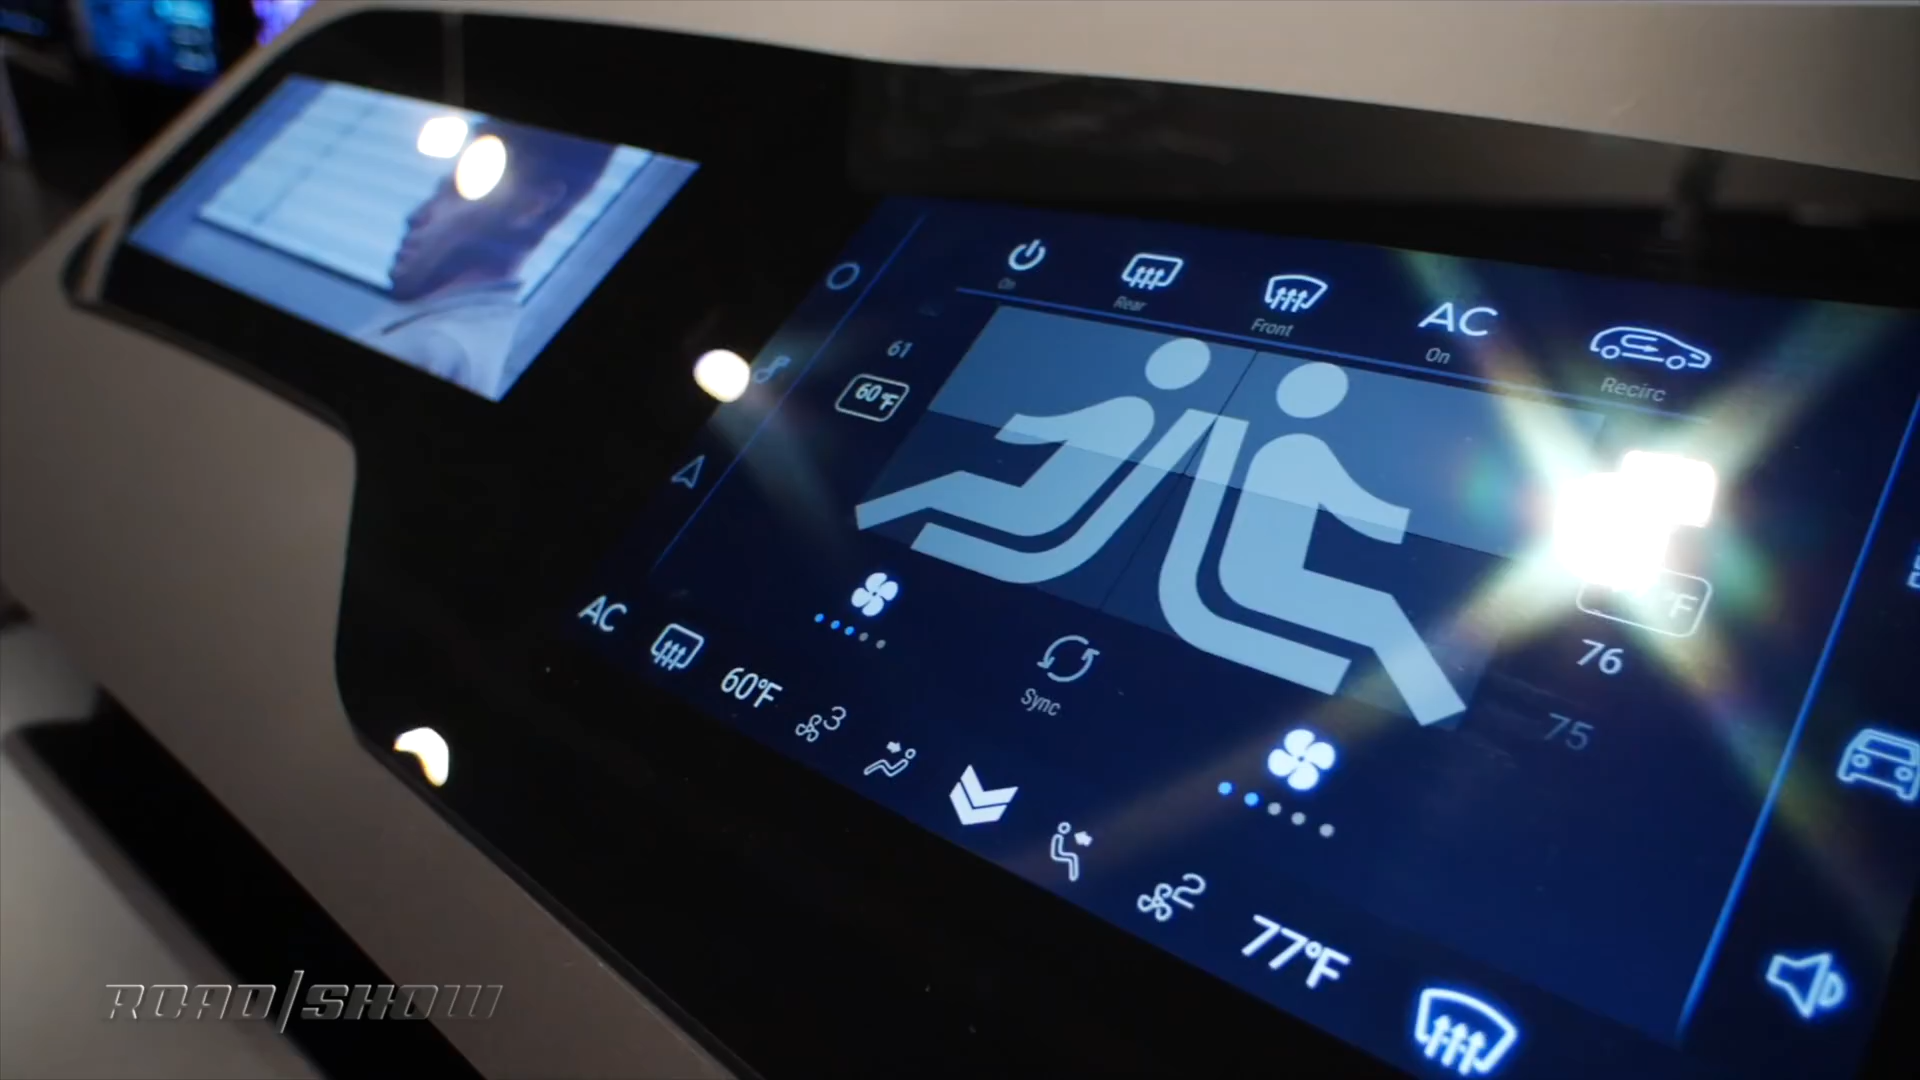 On
Rear
Front
AC
On
Recirc
61
60°F
°F
76
75
Sync
AC
60°F
3
2
77°F
ROAD/SHOW